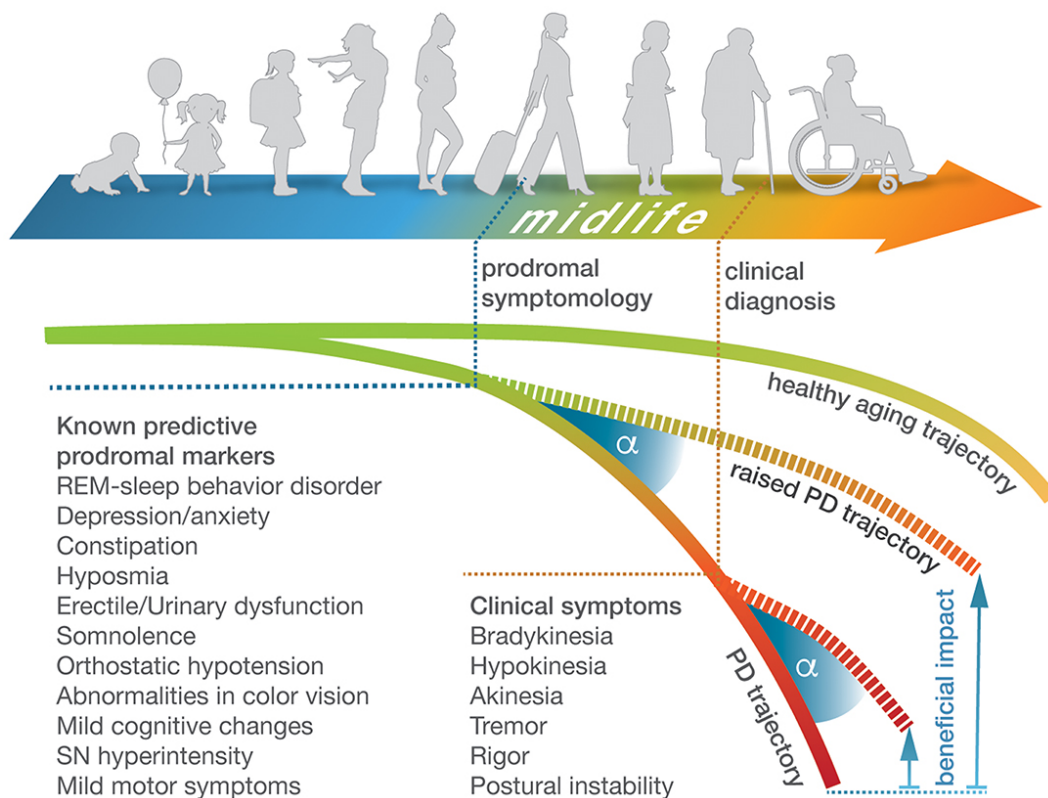 midlife
prodromal
symptomology
clinical
diagnosis
healthy aging trajectory
raised PD trajectory
α
Known predictive
prodromal markers
REM-sleep behavior disorder
Depression/anxiety
Constipation
Hyposmia
Erectile/Urinary dysfunction
Somnolence
Orthostatic hypotension
Abnormalities in color vision
Mild cognitive changes
SN hyperintensity
Mild motor symptoms
Clinical symptoms
Bradykinesia
Hypokinesia
Akinesia
Tremor
Rigor
Postural instability
α
PD trajectory
beneficial impact